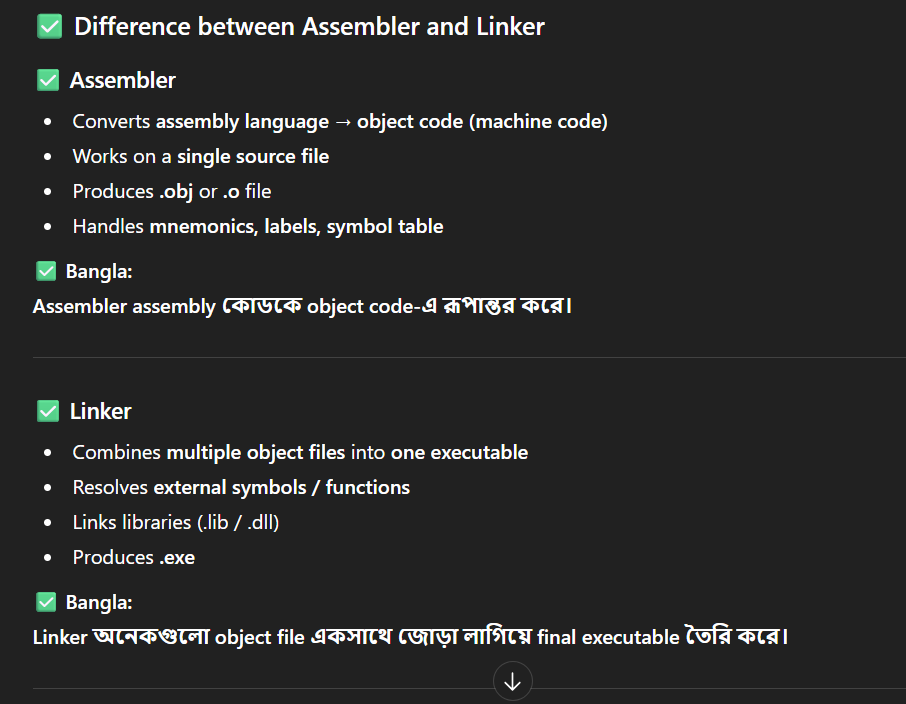 ✅ Difference between Assembler and Linker
✅ Assembler
• Converts assembly language → object code (machine code)
• Works on a single source file
• Produces .obj or .o file
• Handles mnemonics, labels, symbol table
✅ Bangla:
Assembler assembly কোডকে object code-এ রূপান্তর করে।
✅ Linker
• Combines multiple object files into one executable
• Resolves external symbols / functions
• Links libraries (.lib / .dll)
• Produces .exe
✅ Bangla:
Linker অনেকগুলো object file একসাথে জোড়া লাগিয়ে final executable তৈরি করে।